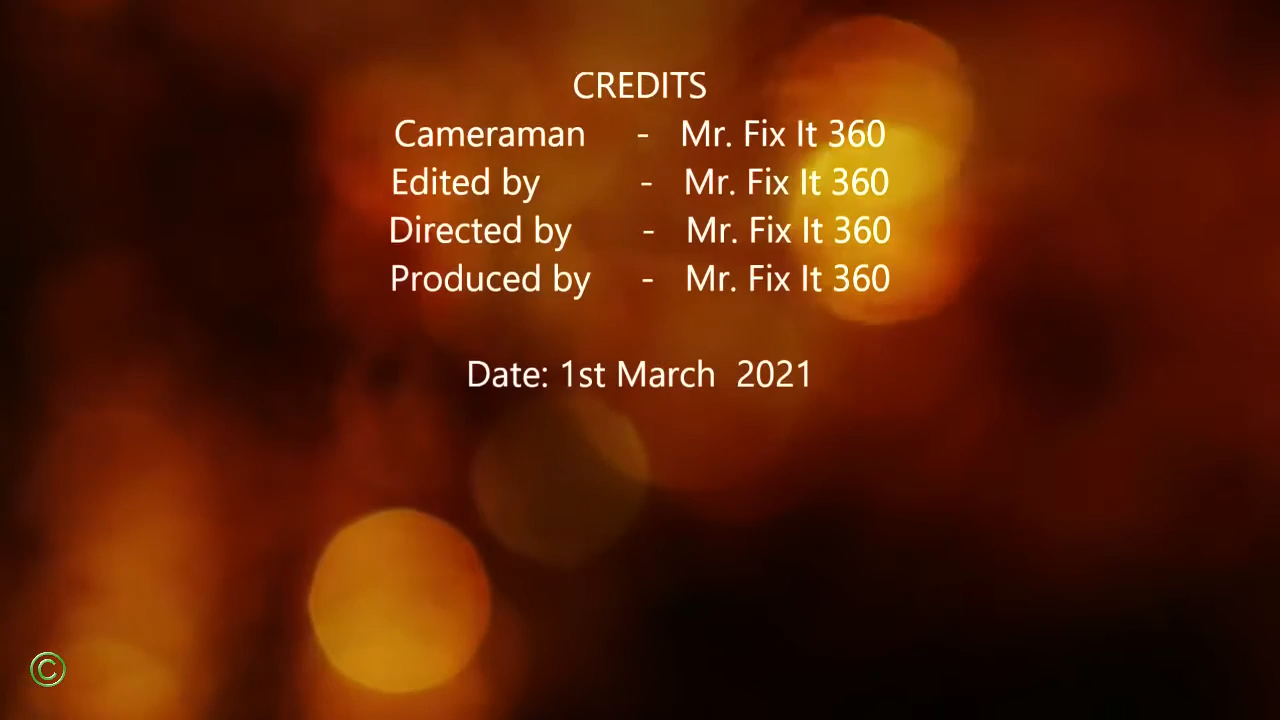 CREDITS
Cameraman - Mr. Fix It 360
Edited by - Mr. Fix It 360
Directed by - Mr. Fix It 360
Produced by - Mr. Fix It 360
Date: 1st March 2021
©